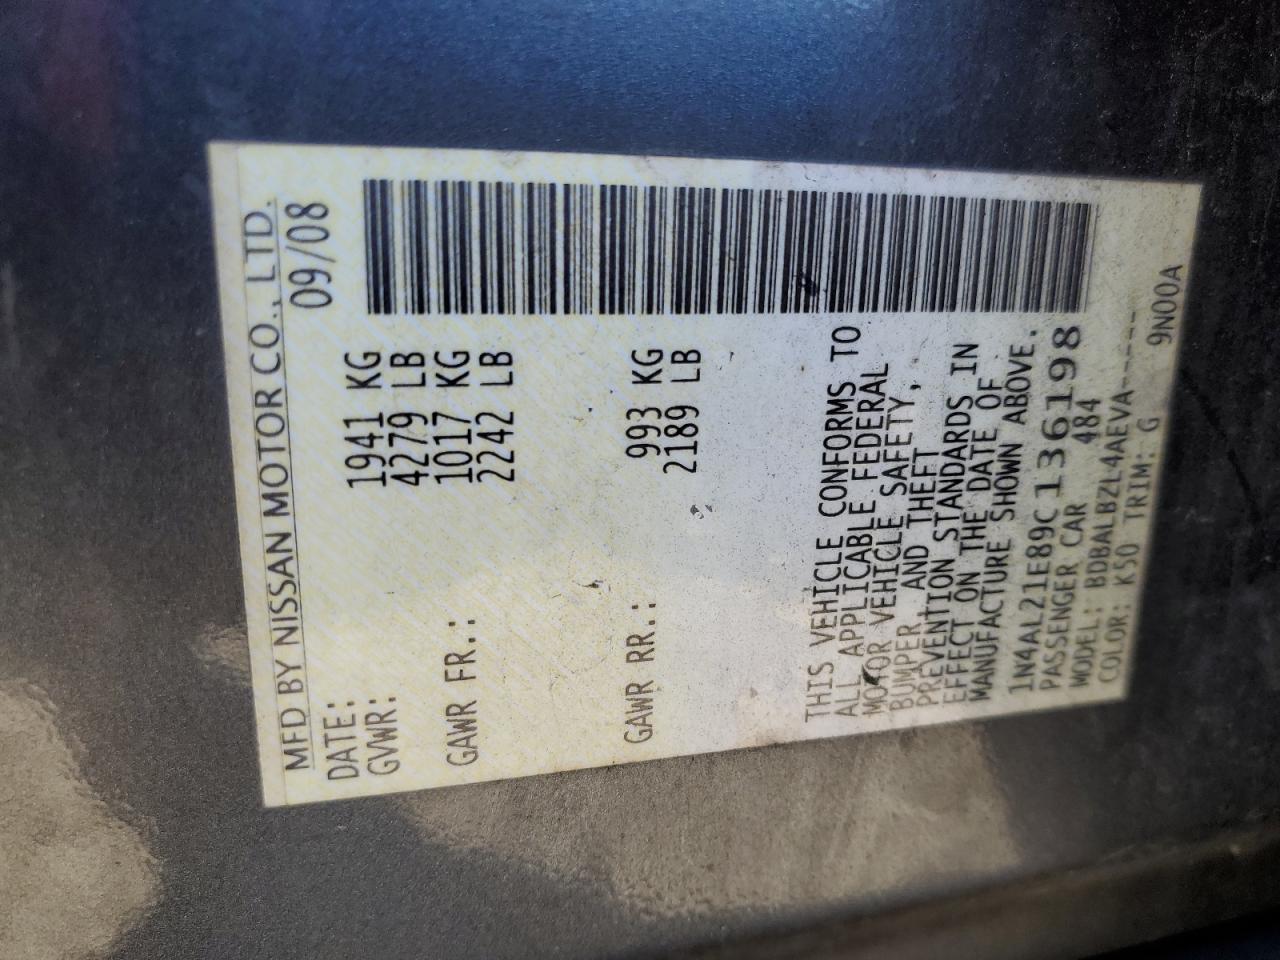 MFD BY NISSAN MOTOR CO., LTD.
DATE: 09/08
GVWR: 1941 KG
4279 LB
GAWR FR.: 1017 KG
2242 LB
GAWR RR.: 993 KG
2189 LB
THIS VEHICLE CONFORMS TO
ALL APPLICABLE FEDERAL
MOTOR VEHICLE SAFETY,
BUMPER, AND THEFT
PREVENTION STANDARDS IN
EFFECT ON THE DATE OF
MANUFACTURE SHOWN ABOVE.
1N4AL21E89C136198
PASSENGER CAR 484
MODEL: BDBALBZL4AEVA-----
COLOR: K50 TRIM: G 9N00A